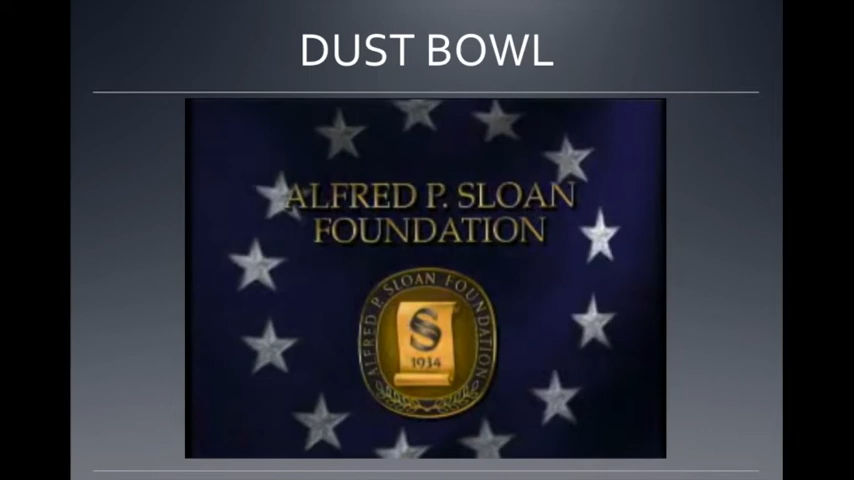 DUST BOWL
ALFRED P. SLOAN
FOUNDATION
ALFRED P. SLOAN FOUNDATION
S
1934